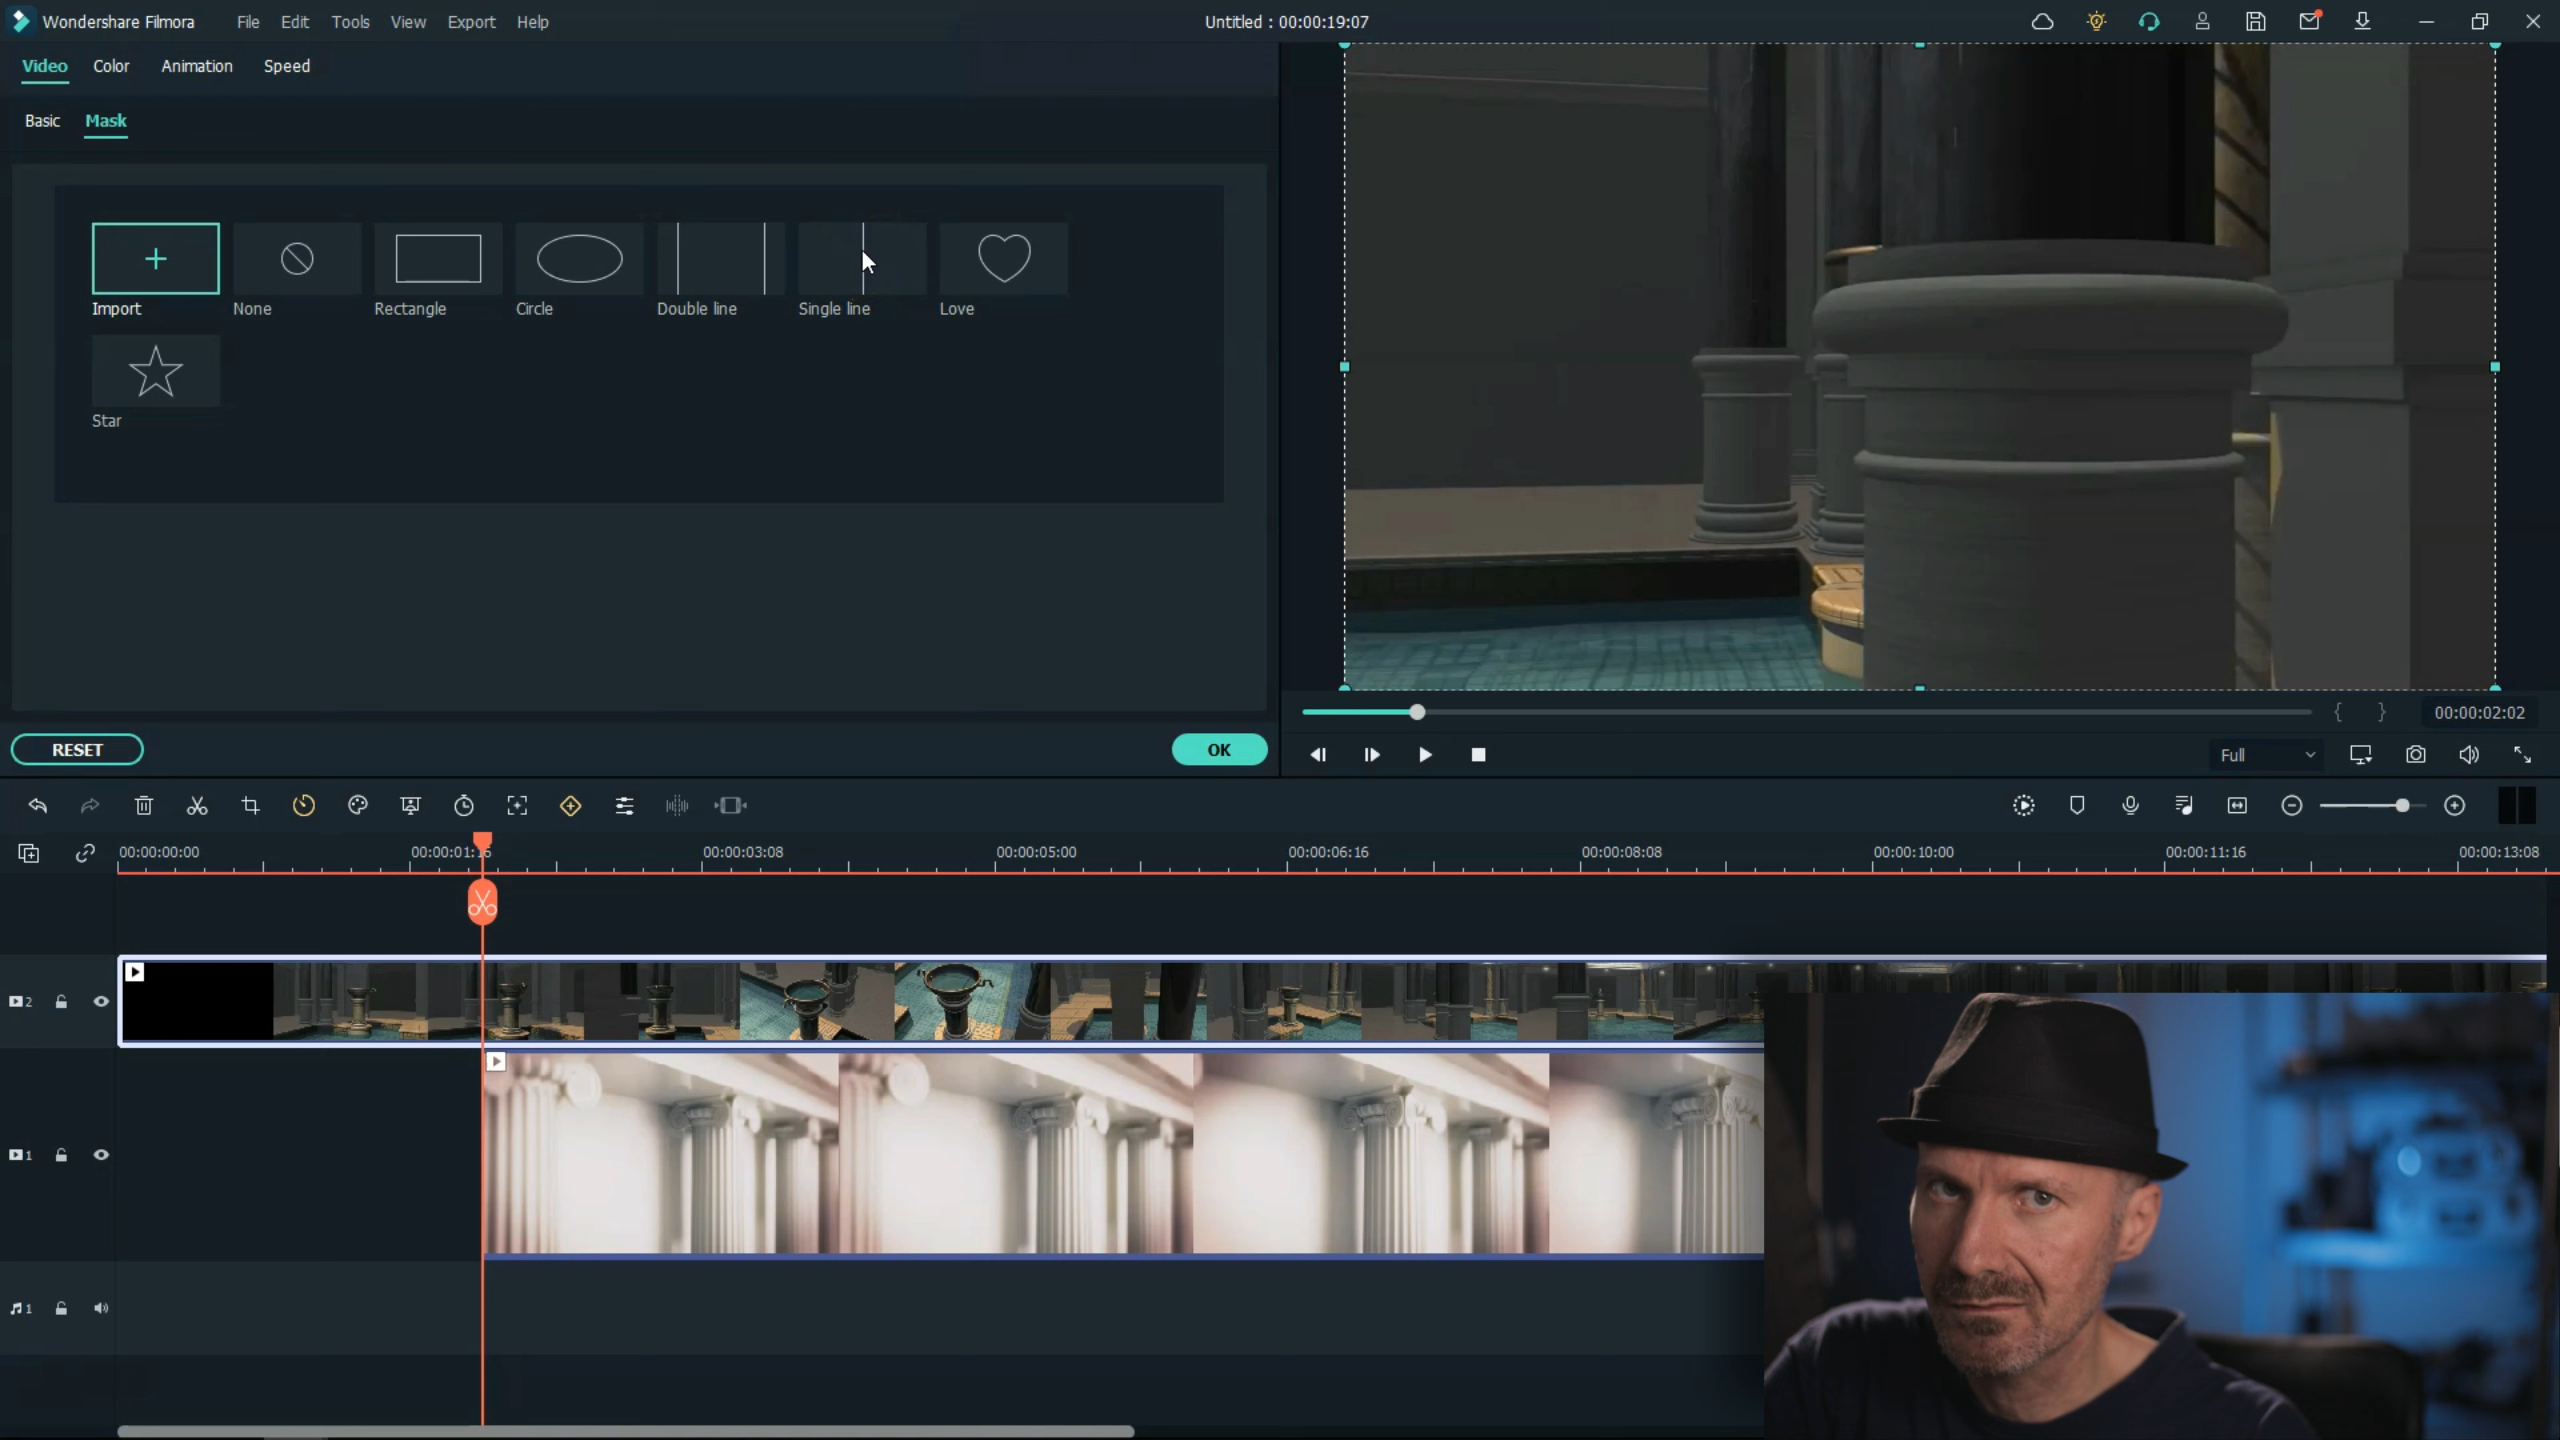 Wondershare Filmora File Edit Tools View Export Help Untitled : 00:00:19:07
Video Color Animation Speed
Basic Mask
Import None Rectangle Circle Double line Single line Love
Star
RESET OK
00:00:02:02
Full
00:00:00:00 00:00:01:16 00:00:03:08 00:00:05:00 00:00:06:16 00:00:08:08 00:00:10:00 00:00:11:16 00:00:13:08
2
1
1